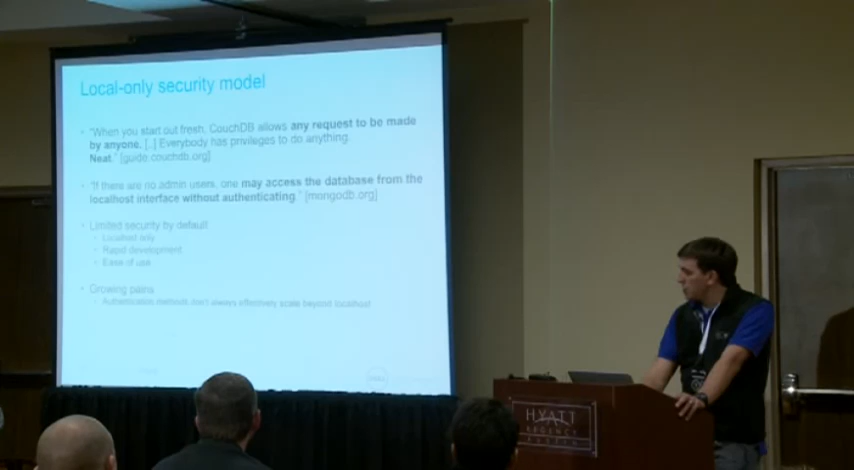 Local-only security model
"When you start out fresh, CouchDB allows any request to be made
by anyone. [..] Everybody has privileges to do anything.
Neat." [guide.couchdb.org]
"If there are no admin users, one may access the database from the
localhost interface without authenticating." [mongodb.org]
Limited security by default
Localhost only
Rapid development
Ease of use
Growing pains
Authentication methods don't always effectively scale beyond localhost
DELL
HYATT
REGENCY